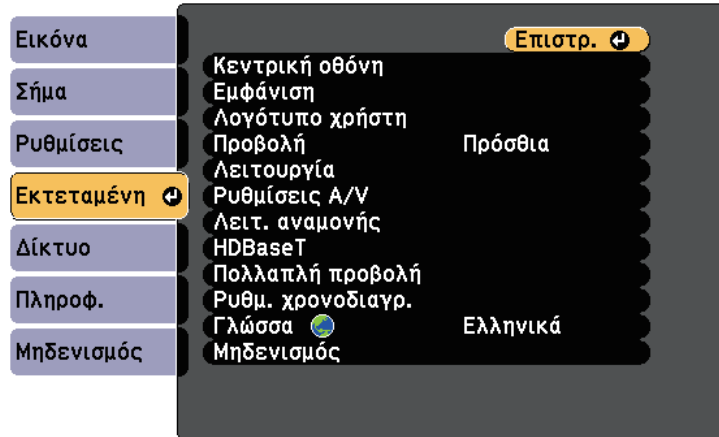 Εικόνα
Σήμα
Ρυθμίσεις
Εκτεταμένη
Δίκτυο
Πληροφ.
Μηδενισμός
Επιστρ.
Κεντρική οθόνη
Εμφάνιση
Λογότυπο χρήστη
Προβολή Πρόσθια
Λειτουργία
Ρυθμίσεις A/V
Λειτ. αναμονής
HDBaseT
Πολλαπλή προβολή
Ρυθμ. χρονοδιαγρ.
Γλώσσα Ελληνικά
Μηδενισμός